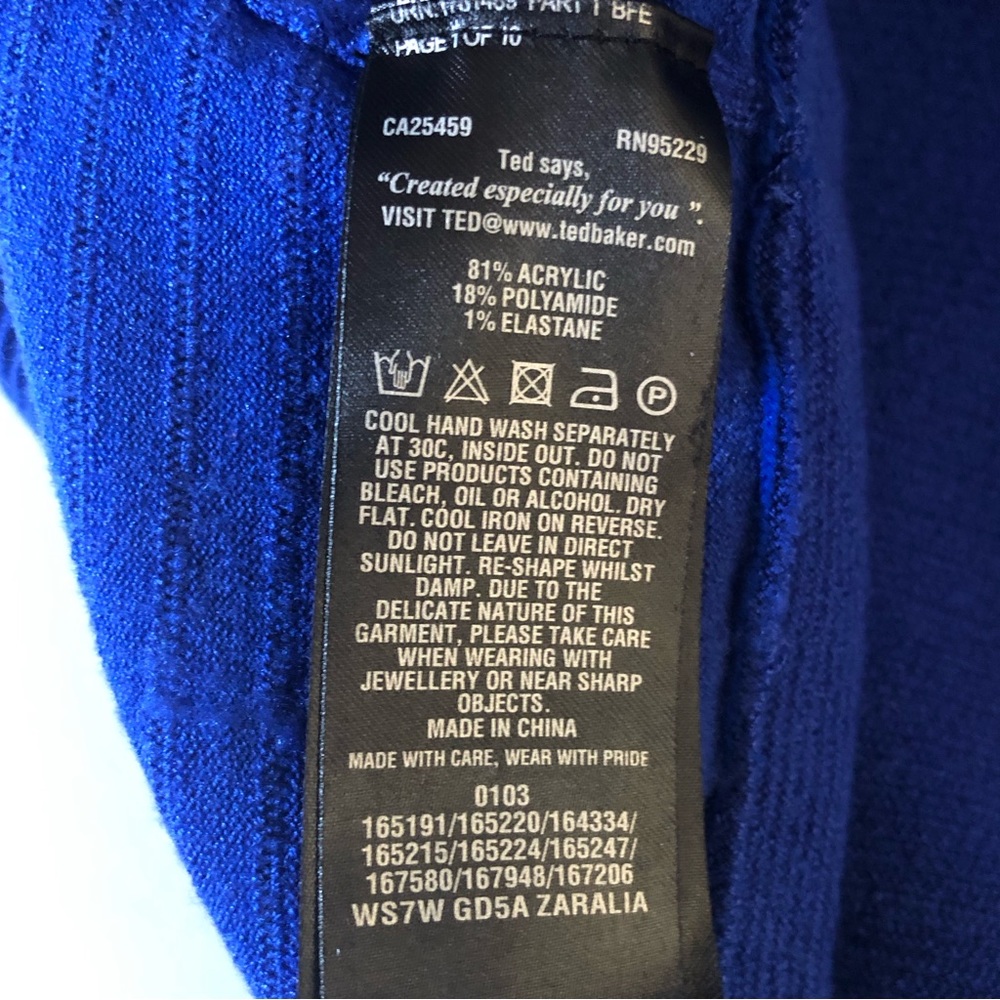 PART 1 BFE
PAGE 1 OF 10
CA25459 RN95229
Ted says,
“Created especially for you ”.
VISIT TED@www.tedbaker.com
81% ACRYLIC
18% POLYAMIDE
1% ELASTANE
P
COOL HAND WASH SEPARATELY
AT 30C, INSIDE OUT. DO NOT
USE PRODUCTS CONTAINING
BLEACH, OIL OR ALCOHOL. DRY
FLAT. COOL IRON ON REVERSE.
DO NOT LEAVE IN DIRECT
SUNLIGHT. RE-SHAPE WHILST
DAMP. DUE TO THE
DELICATE NATURE OF THIS
GARMENT, PLEASE TAKE CARE
WHEN WEARING WITH
JEWELLERY OR NEAR SHARP
OBJECTS.
MADE IN CHINA
MADE WITH CARE, WEAR WITH PRIDE
0103
165191/165220/164334/
165215/165224/165247/
167580/167948/167206
WS7W GD5A ZARALIA